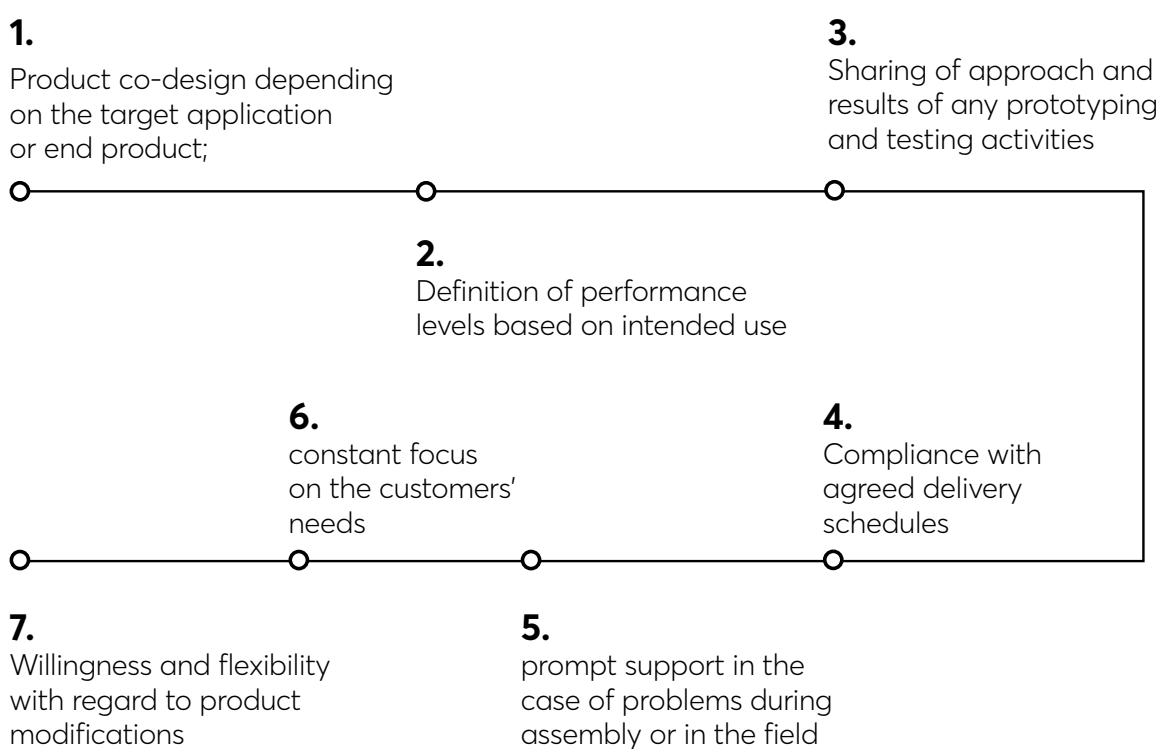 1.
Product co-design depending
on the target application
or end product;
2.
Definition of performance
levels based on intended use
3.
Sharing of approach and
results of any prototyping
and testing activities
4.
Compliance with
agreed delivery
schedules
5.
prompt support in the
case of problems during
assembly or in the field
6.
constant focus
on the customers’
needs
7.
Willingness and flexibility
with regard to product
modifications